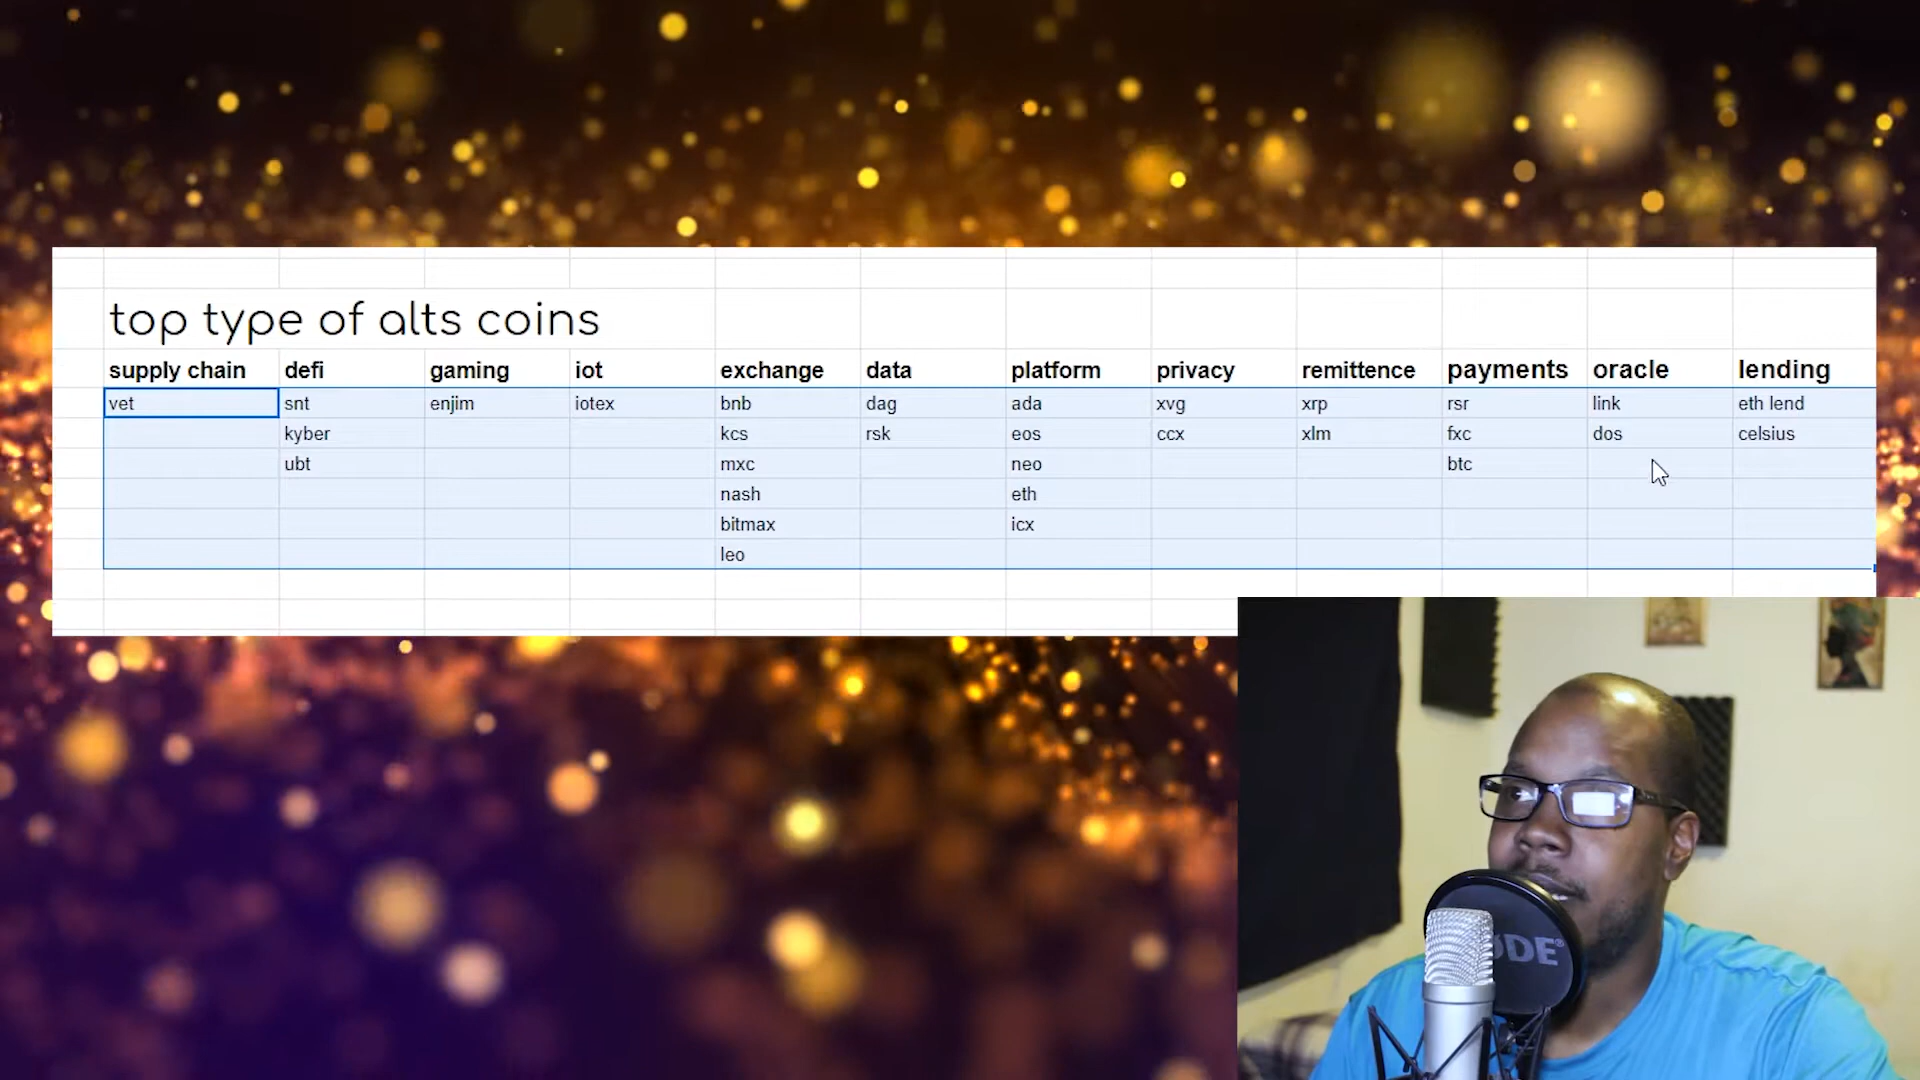 top type of alts coins
supply chain defi gaming iot exchange data platform privacy remittence payments oracle lending
vet snt enjim iotex bnb dag ada xvg xrp rsr link eth lend
kyber kcs rsk eos ccx xlm fxc dos celsius
ubt mxc neo btc
nash eth
bitmax icx
leo
ODE®